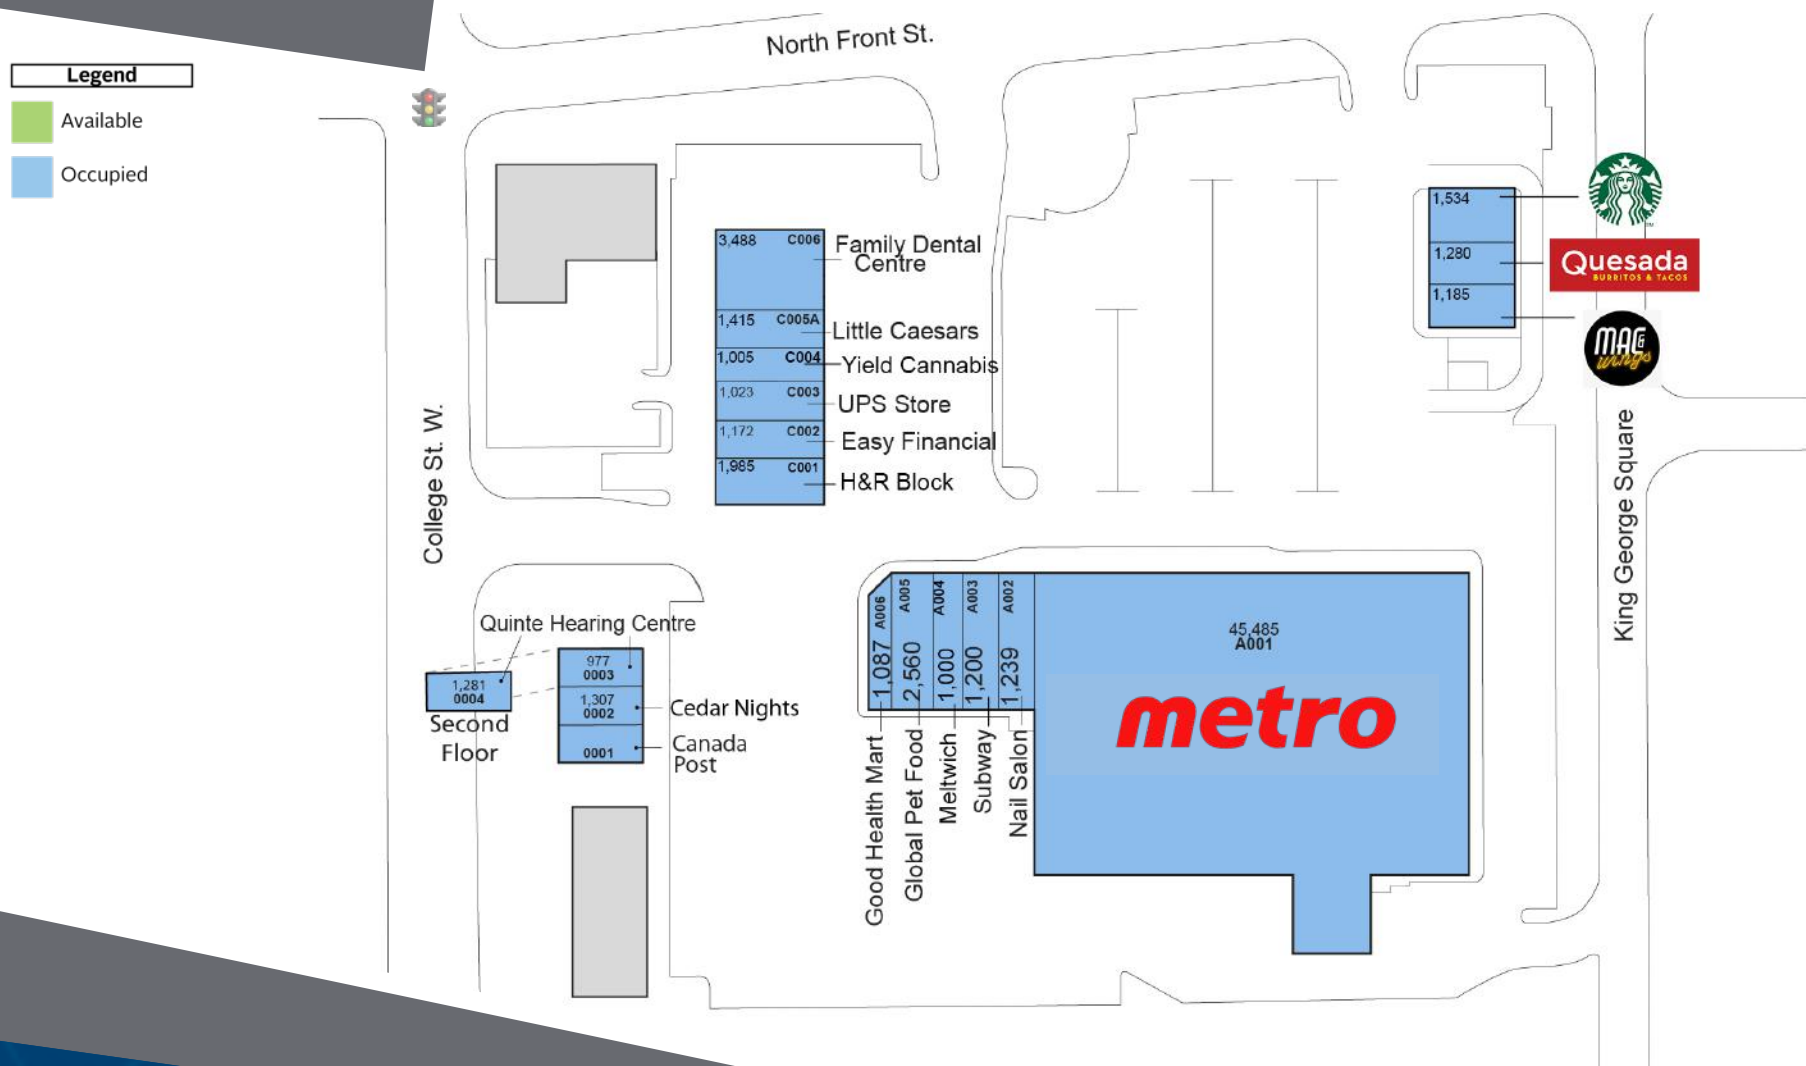 North Front St.
Legend
Available
Occupied
1,534
1,280
Quesada
BURRITOS & TACOS
1,185
MAC&
wings
3,488 C006
Family Dental
Centre
1,415 C005A
Little Caesars
1,005 C004
Yield Cannabis
1,023 C003
UPS Store
1,172 C002
Easy Financial
1,985 C001
H&R Block
College St. W.
King George Square
Quinte Hearing Centre
977
0003
1,281
0004
Second
Floor
1,307
0002
Cedar Nights
0001
Canada
Post
A006
1,087
Good Health Mart
A005
2,560
Global Pet Food
A004
1,000
Meltwich
A003
1,200
Subway
A002
1,239
Nail Salon
45,485
A001
metro